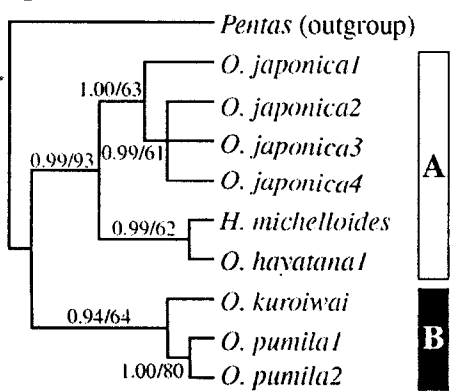 Pentas (outgroup)
O. japonica1
1.00/63
O. japonica2
O. japonica3
0.99/93
0.99/61
A
O. japonica4
H. michelloides
0.99/62
O. hayatana1
O. kuroiwai
0.94/64
B
O. pumila1
1.00/80
O. pumila2